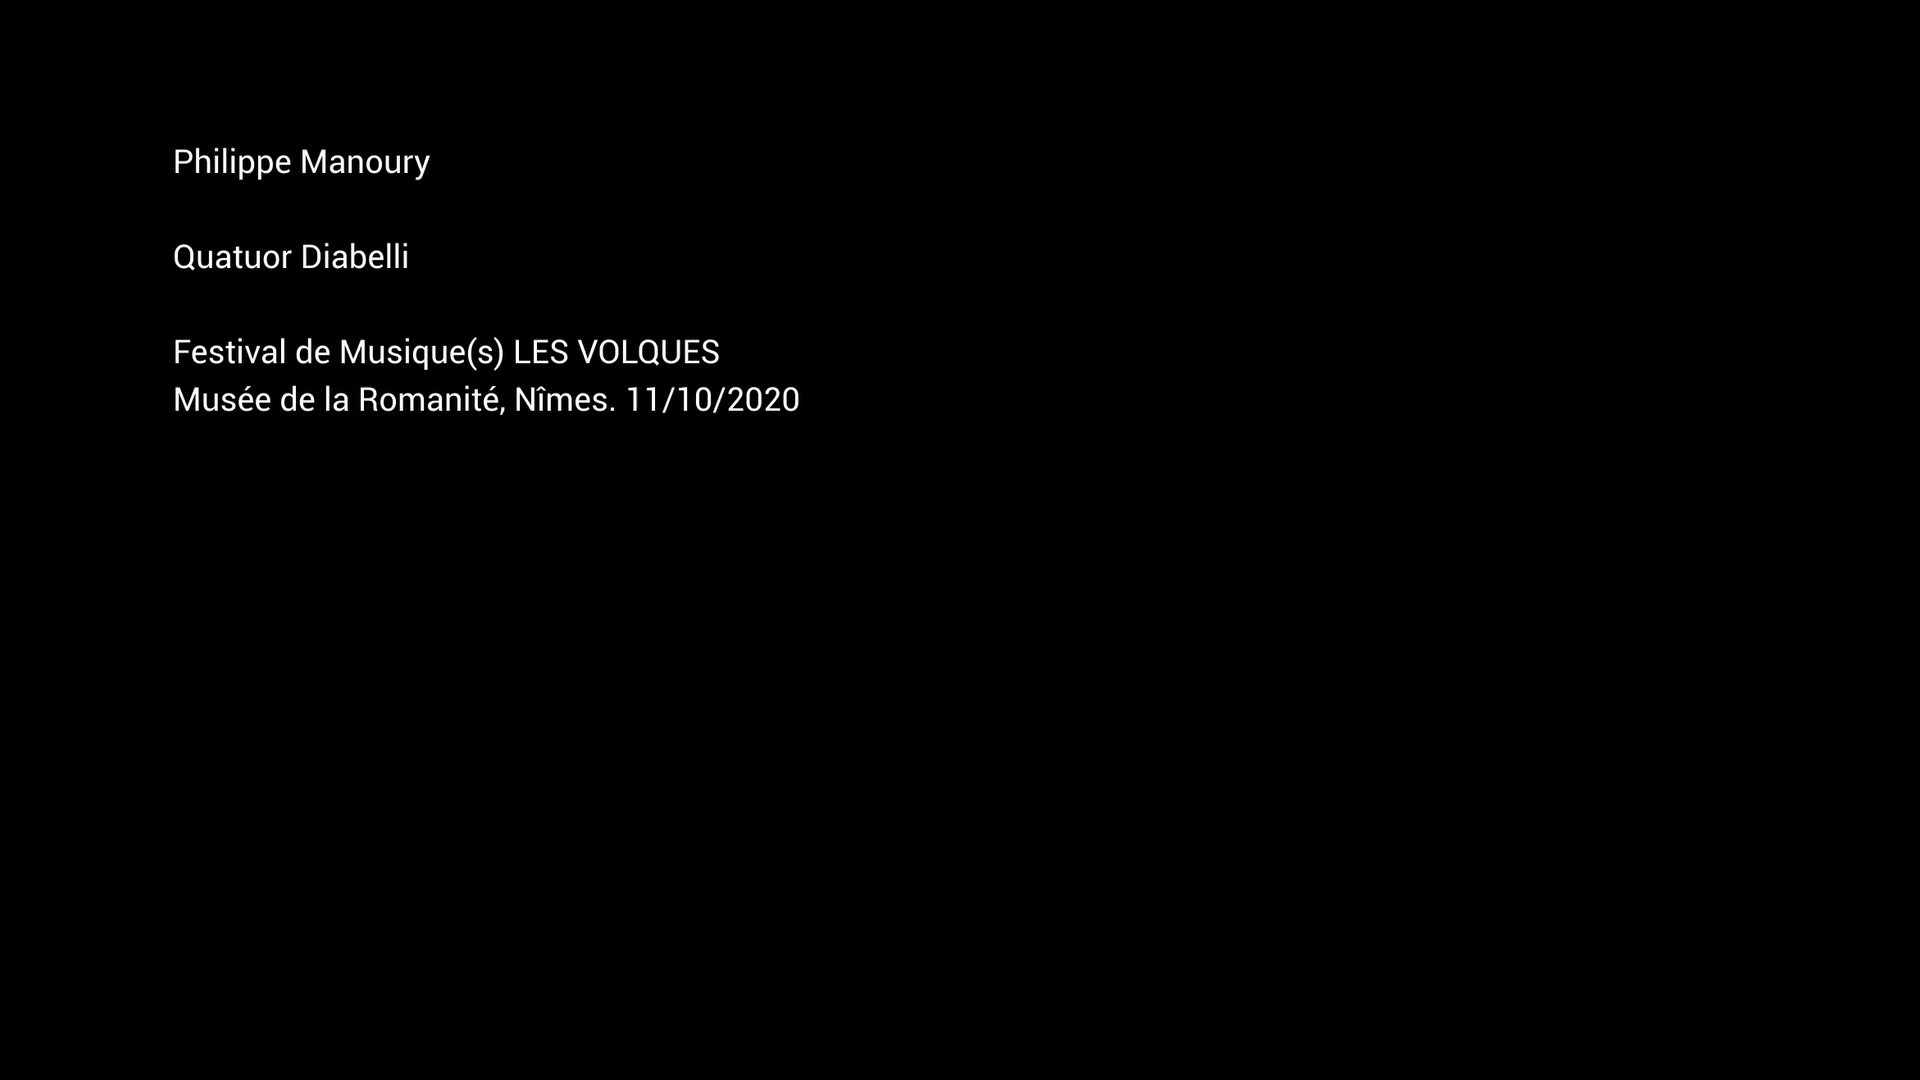 Philippe Manoury
Quatuor Diabelli
Festival de Musique(s) LES VOLQUES
Musée de la Romanité, Nîmes. 11/10/2020